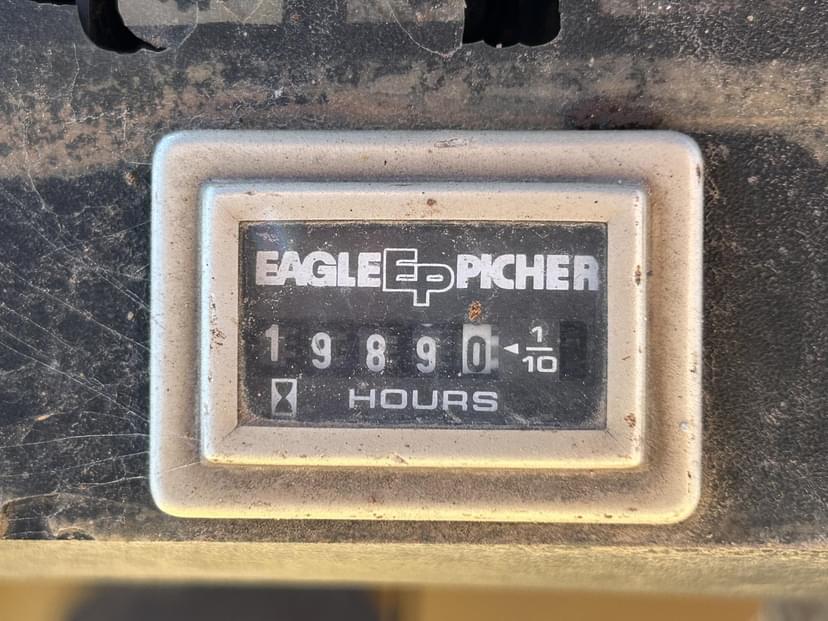 EAGLE EP PICHER
1 9 8 9 0 ◄ 1/10
HOURS